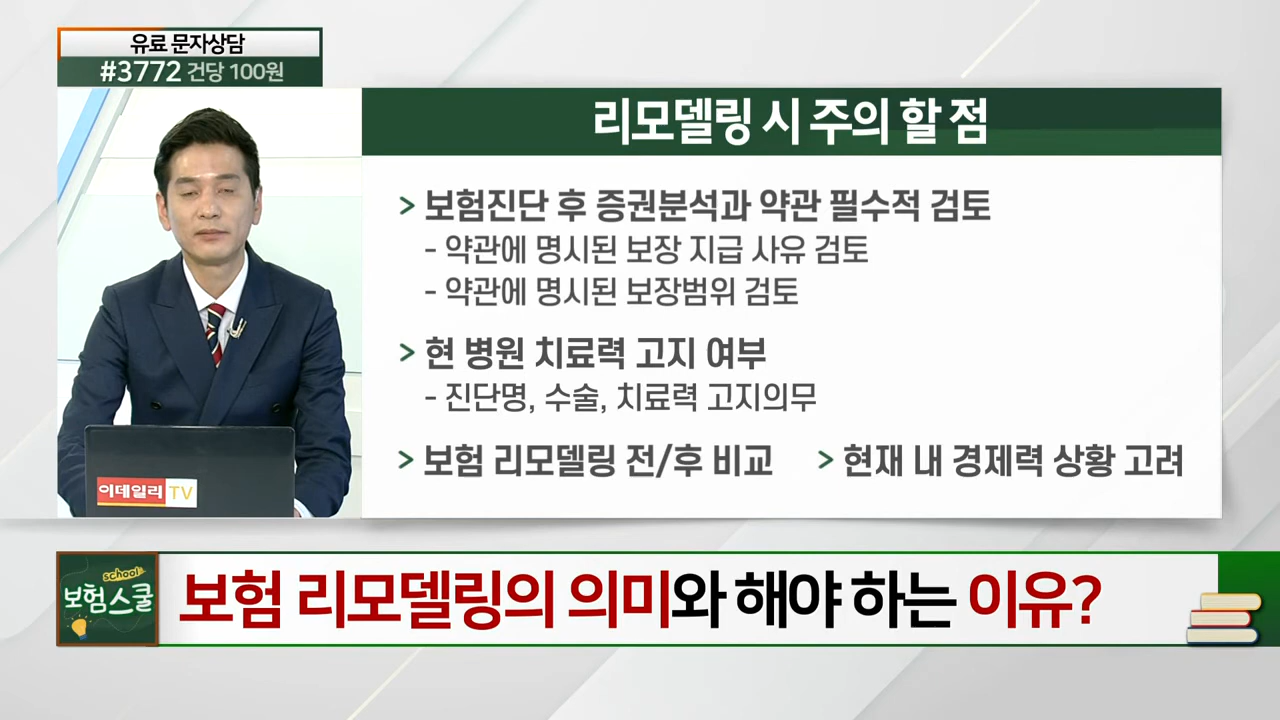 유료 문자상담
#3772 건당 100원
리모델링 시 주의 할 점
> 보험진단 후 증권분석과 약관 필수적 검토
- 약관에 명시된 보장 지급 사유 검토
- 약관에 명시된 보장범위 검토
> 현 병원 치료력 고지 여부
- 진단명, 수술, 치료력 고지의무
> 보험 리모델링 전/후 비교
> 현재 내 경제력 상황 고려
이데일리 TV
school
보험스쿨
보험 리모델링의 의미와 해야 하는 이유?